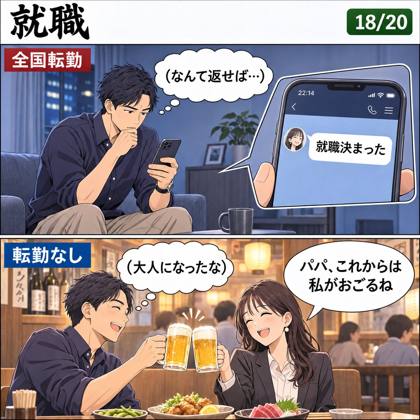 就職
18/20
全国転勤
(なんて返せば…)
22:14
就職決まった
転勤なし
(大人になったな)
パパ、これからは
私がおごるね